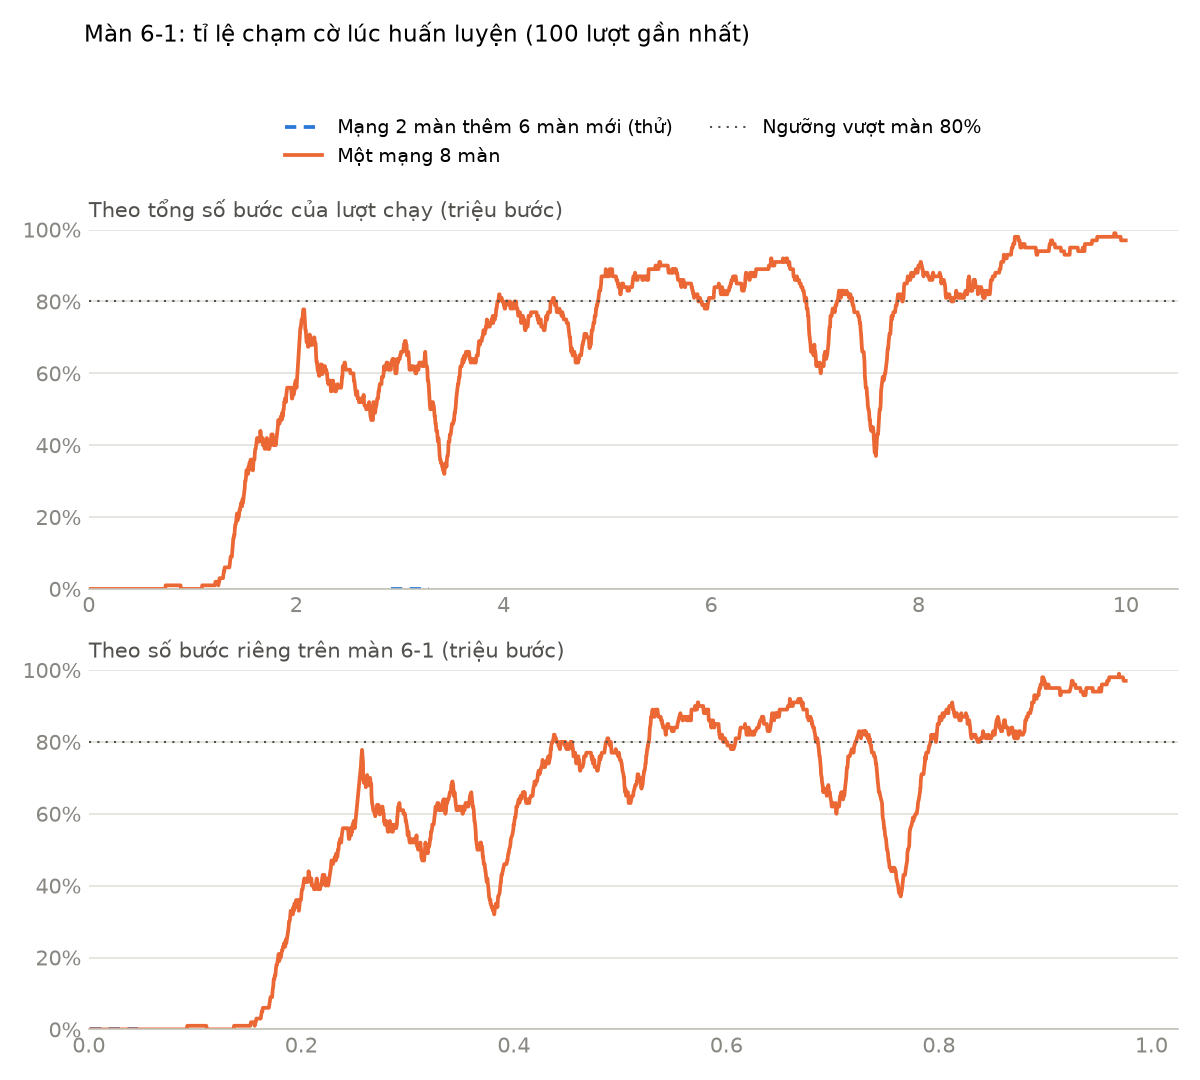 Màn 6-1: tỉ lệ chạm cờ lúc huấn luyện (100 lượt gần nhất)
Mạng 2 màn thêm 6 màn mới (thử)
Ngưỡng vượt màn 80%
Một mạng 8 màn
Theo tổng số bước của lượt chạy (triệu bước)
100%
80%
60%
40%
20%
0%
0 2 4 6 8 10
Theo số bước riêng trên màn 6-1 (triệu bước)
100%
80%
60%
40%
20%
0%
0.0 0.2 0.4 0.6 0.8 1.0